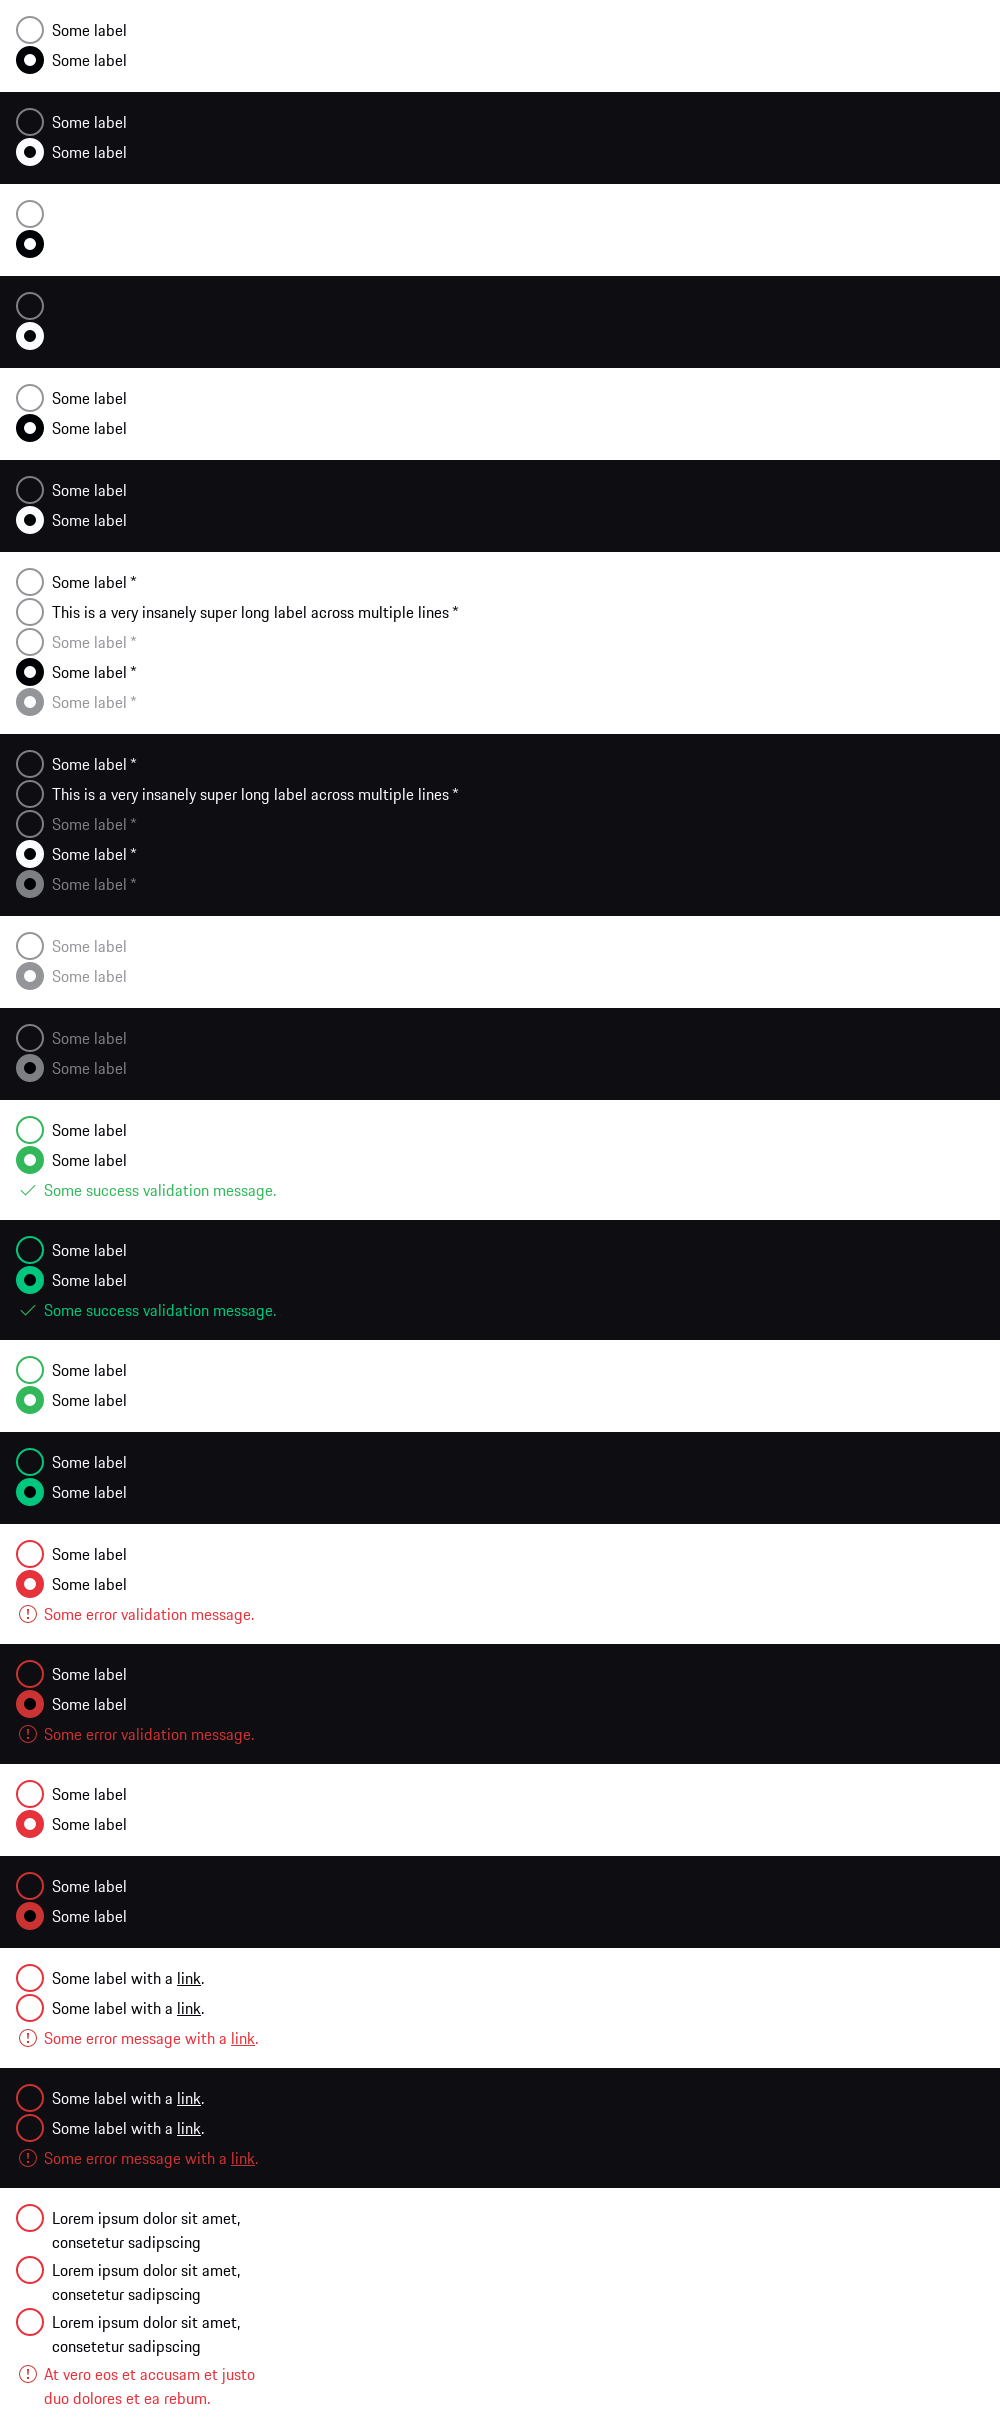 Some label
Some label
Some label
Some label
Some label
Some label
Some label
Some label
Some label *
This is a very insanely super long label across multiple lines *
Some label *
Some label *
Some label *
Some label *
This is a very insanely super long label across multiple lines *
Some label *
Some label *
Some label *
Some label
Some label
Some label
Some label
Some label
Some label
Some success validation message.
Some label
Some label
Some success validation message.
Some label
Some label
Some label
Some label
Some label
Some label
Some error validation message.
Some label
Some label
Some error validation message.
Some label
Some label
Some label
Some label
Some label with a link.
Some label with a link.
Some error message with a link.
Some label with a link.
Some label with a link.
Some error message with a link.
Lorem ipsum dolor sit amet,
consetetur sadipscing
Lorem ipsum dolor sit amet,
consetetur sadipscing
Lorem ipsum dolor sit amet,
consetetur sadipscing
At vero eos et accusam et justo
duo dolores et ea rebum.